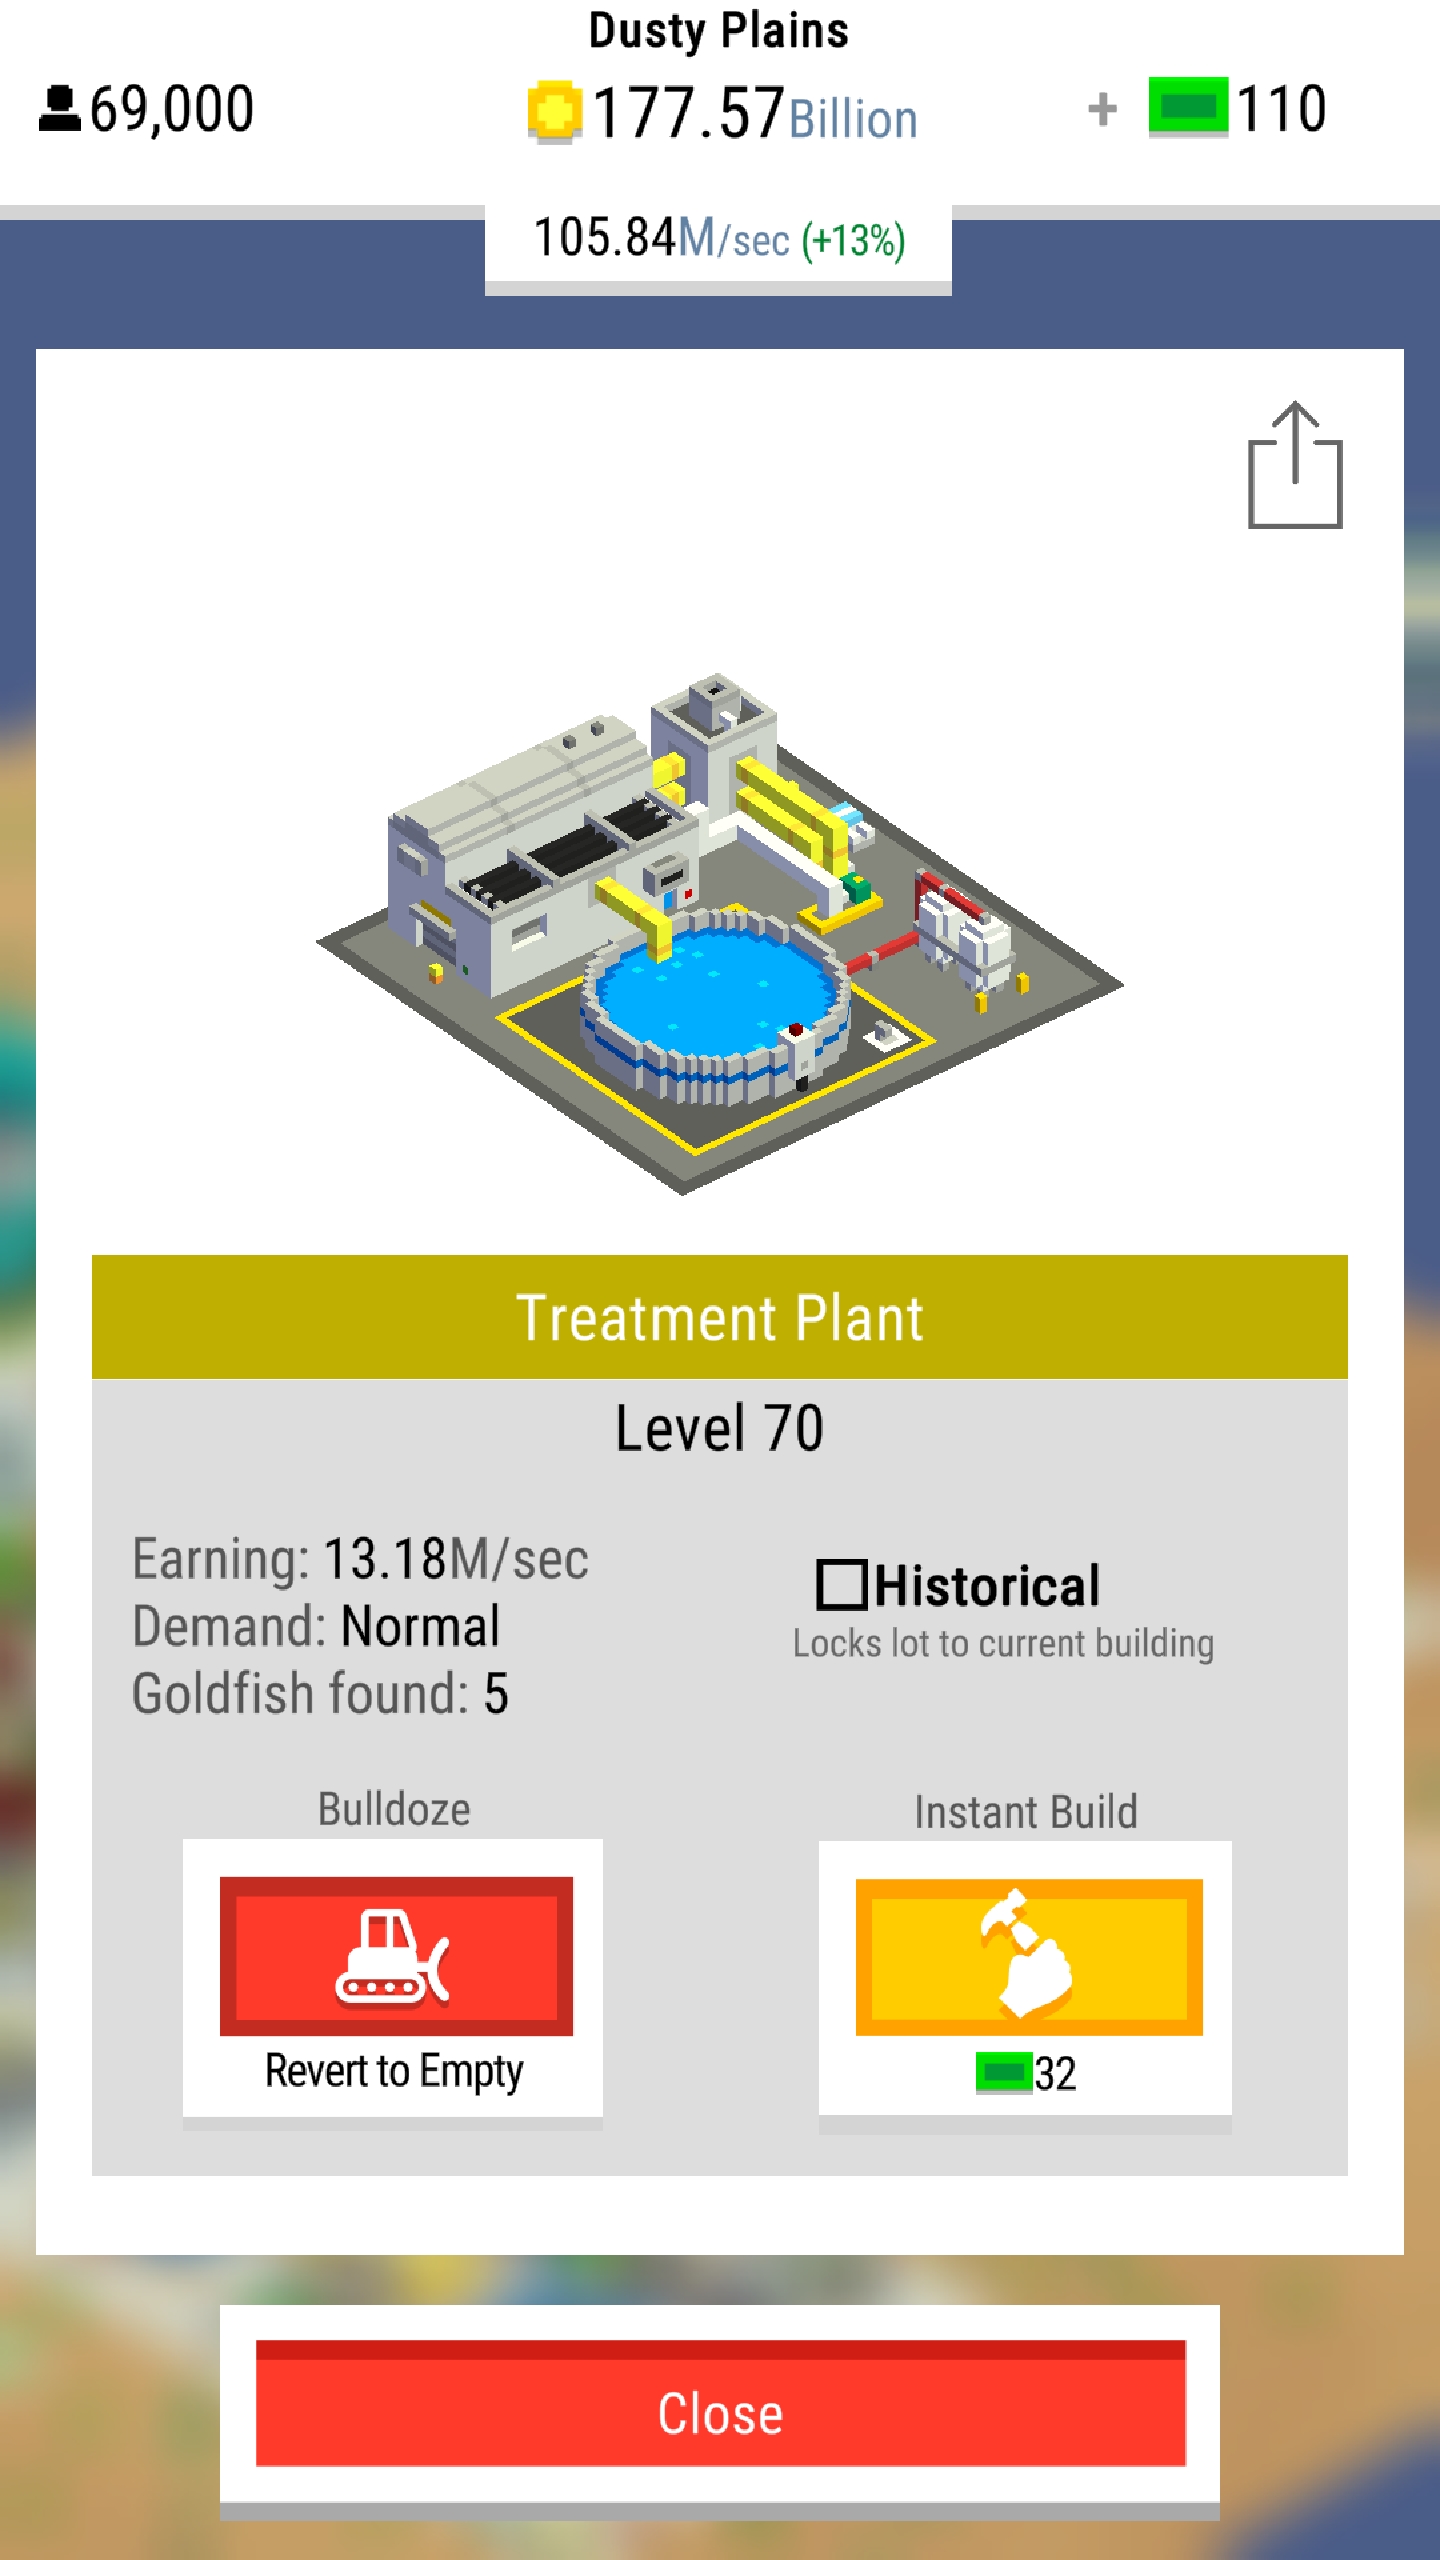 Dusty Plains
69,000
177.57Billion
+ 110
105.84M/sec (+13%)
Treatment Plant
Level 70
Earning: 13.18M/sec
Demand: Normal
Goldfish found: 5
Historical
Locks lot to current building
Bulldoze
Revert to Empty
Instant Build
32
Close